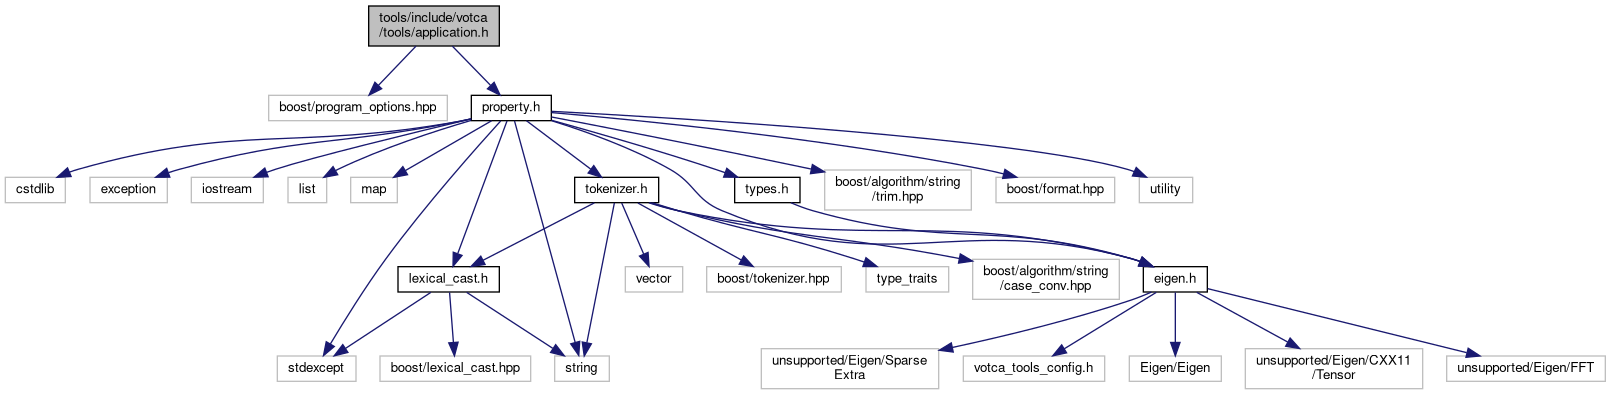 tools/include/votca
/tools/application.h
boost/program_options.hpp
property.h
cstdlib
exception
iostream
list
map
tokenizer.h
types.h
boost/algorithm/string
/trim.hpp
boost/format.hpp
utility
lexical_cast.h
vector
boost/tokenizer.hpp
type_traits
boost/algorithm/string
/case_conv.hpp
eigen.h
stdexcept
boost/lexical_cast.hpp
string
unsupported/Eigen/Sparse
Extra
votca_tools_config.h
Eigen/Eigen
unsupported/Eigen/CXX11
/Tensor
unsupported/Eigen/FFT